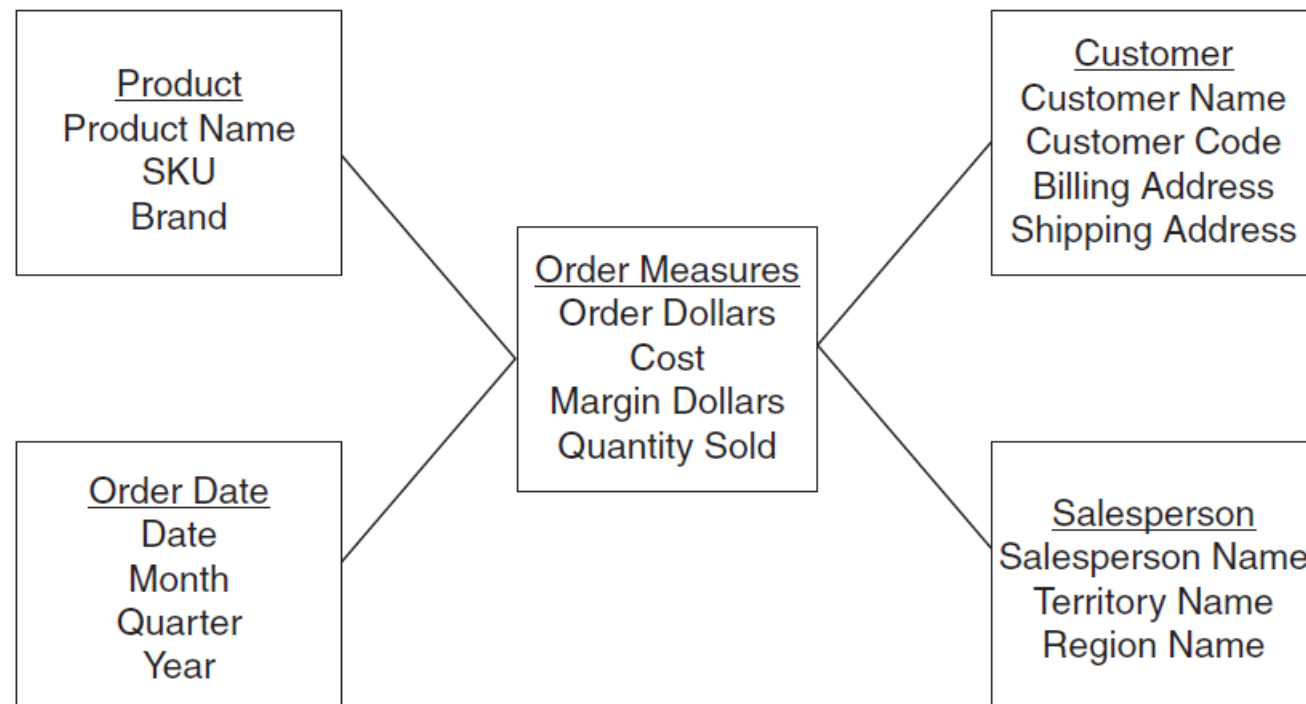 Product
Product Name
SKU
Brand
Customer
Customer Name
Customer Code
Billing Address
Shipping Address
Order Measures
Order Dollars
Cost
Margin Dollars
Quantity Sold
Order Date
Date
Month
Quarter
Year
Salesperson
Salesperson Name
Territory Name
Region Name